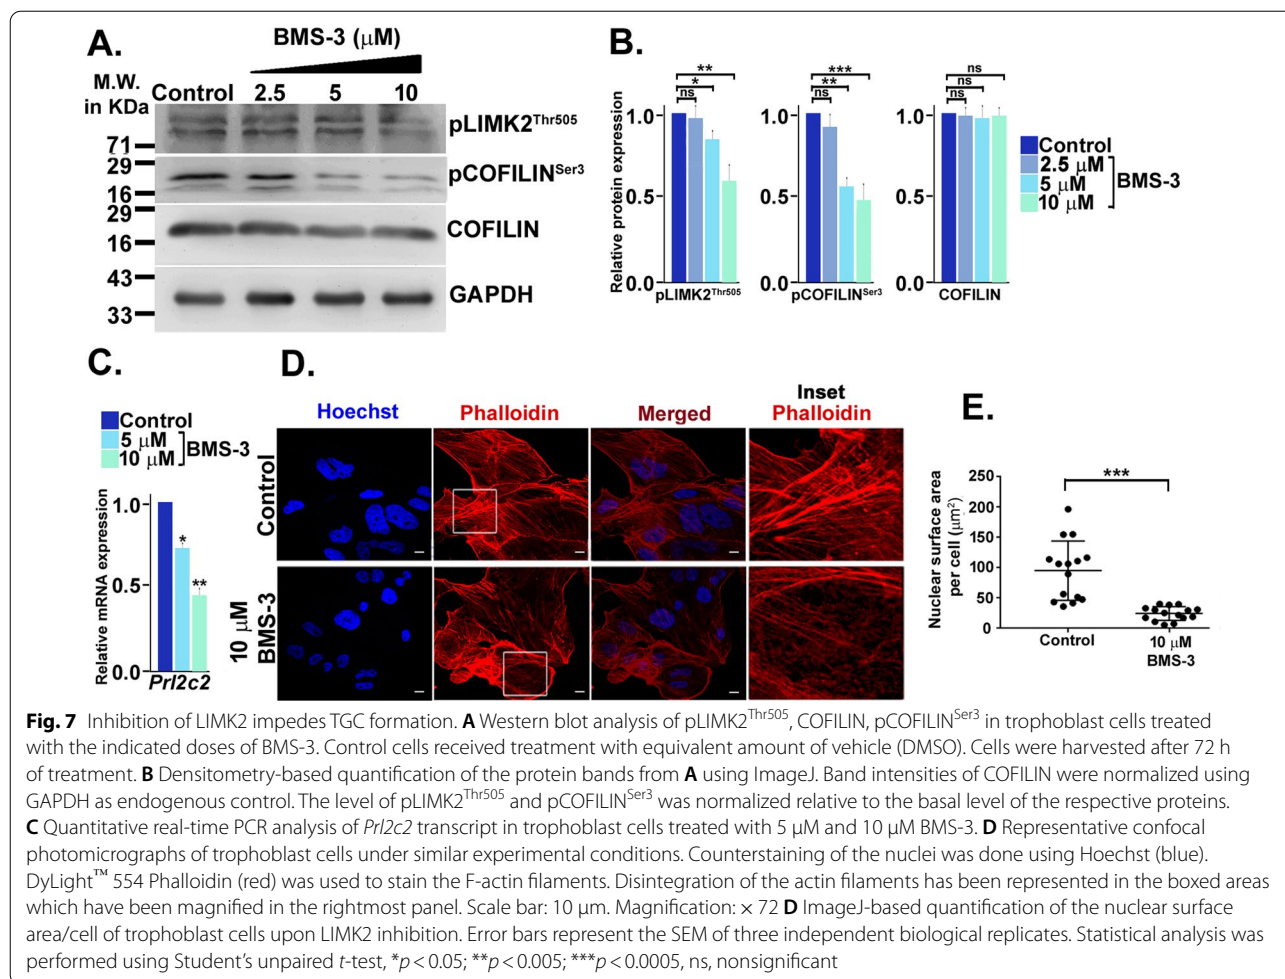 A.
BMS-3 (μM)
M.W.
in KDa
Control 2.5 5 10
71
pLIMK2Thr505
29
16
pCOFILINSer3
29
16
COFILIN
43
33
GAPDH
B.
Relative protein expression
1.0
0.5
0.0
ns
*
**
pLIMK2Thr505
1.0
0.5
0.0
ns
**
***
pCOFILINSer3
1.0
0.5
0.0
ns
ns
ns
COFILIN
Control
2.5 μM
5 μM
10 μM
BMS-3
C.
Control
5 μM
10 μM
BMS-3
Relative mRNA expression
1.0
0.5
0.0
*
**
Prl2c2
D.
Hoechst
Phalloidin
Merged
Inset
Phalloidin
Control
10 μM
BMS-3
E.
***
Nuclear surface area
per cell (μm²)
250
200
150
100
50
0
Control
10 μM
BMS-3
Fig. 7 Inhibition of LIMK2 impedes TGC formation. A Western blot analysis of pLIMK2Thr505, COFILIN, pCOFILINSer3 in trophoblast cells treated
with the indicated doses of BMS-3. Control cells received treatment with equivalent amount of vehicle (DMSO). Cells were harvested after 72 h
of treatment. B Densitometry-based quantification of the protein bands from A using ImageJ. Band intensities of COFILIN were normalized using
GAPDH as endogenous control. The level of pLIMK2Thr505 and pCOFILINSer3 was normalized relative to the basal level of the respective proteins.
C Quantitative real-time PCR analysis of Prl2c2 transcript in trophoblast cells treated with 5 μM and 10 μM BMS-3. D Representative confocal
photomicrographs of trophoblast cells under similar experimental conditions. Counterstaining of the nuclei was done using Hoechst (blue).
DyLight™ 554 Phalloidin (red) was used to stain the F-actin filaments. Disintegration of the actin filaments has been represented in the boxed areas
which have been magnified in the rightmost panel. Scale bar: 10 μm. Magnification: × 72 D ImageJ-based quantification of the nuclear surface
area/cell of trophoblast cells upon LIMK2 inhibition. Error bars represent the SEM of three independent biological replicates. Statistical analysis was
performed using Student's unpaired t-test, *p < 0.05; **p < 0.005; ***p < 0.0005, ns, nonsignificant